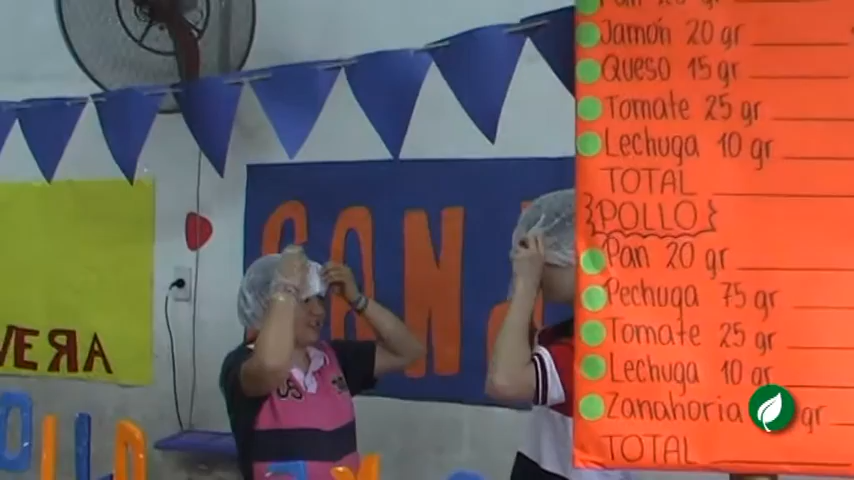 Jamón 20 gr
Queso 15 gr
Tomate 25 gr
Lechuga 10 gr
TOTAL
{POLLO}
Pan 20 gr
Pechuga 75 gr
Tomate 25 gr
Lechuga 10 gr
Zanahoria gr
TOTAL